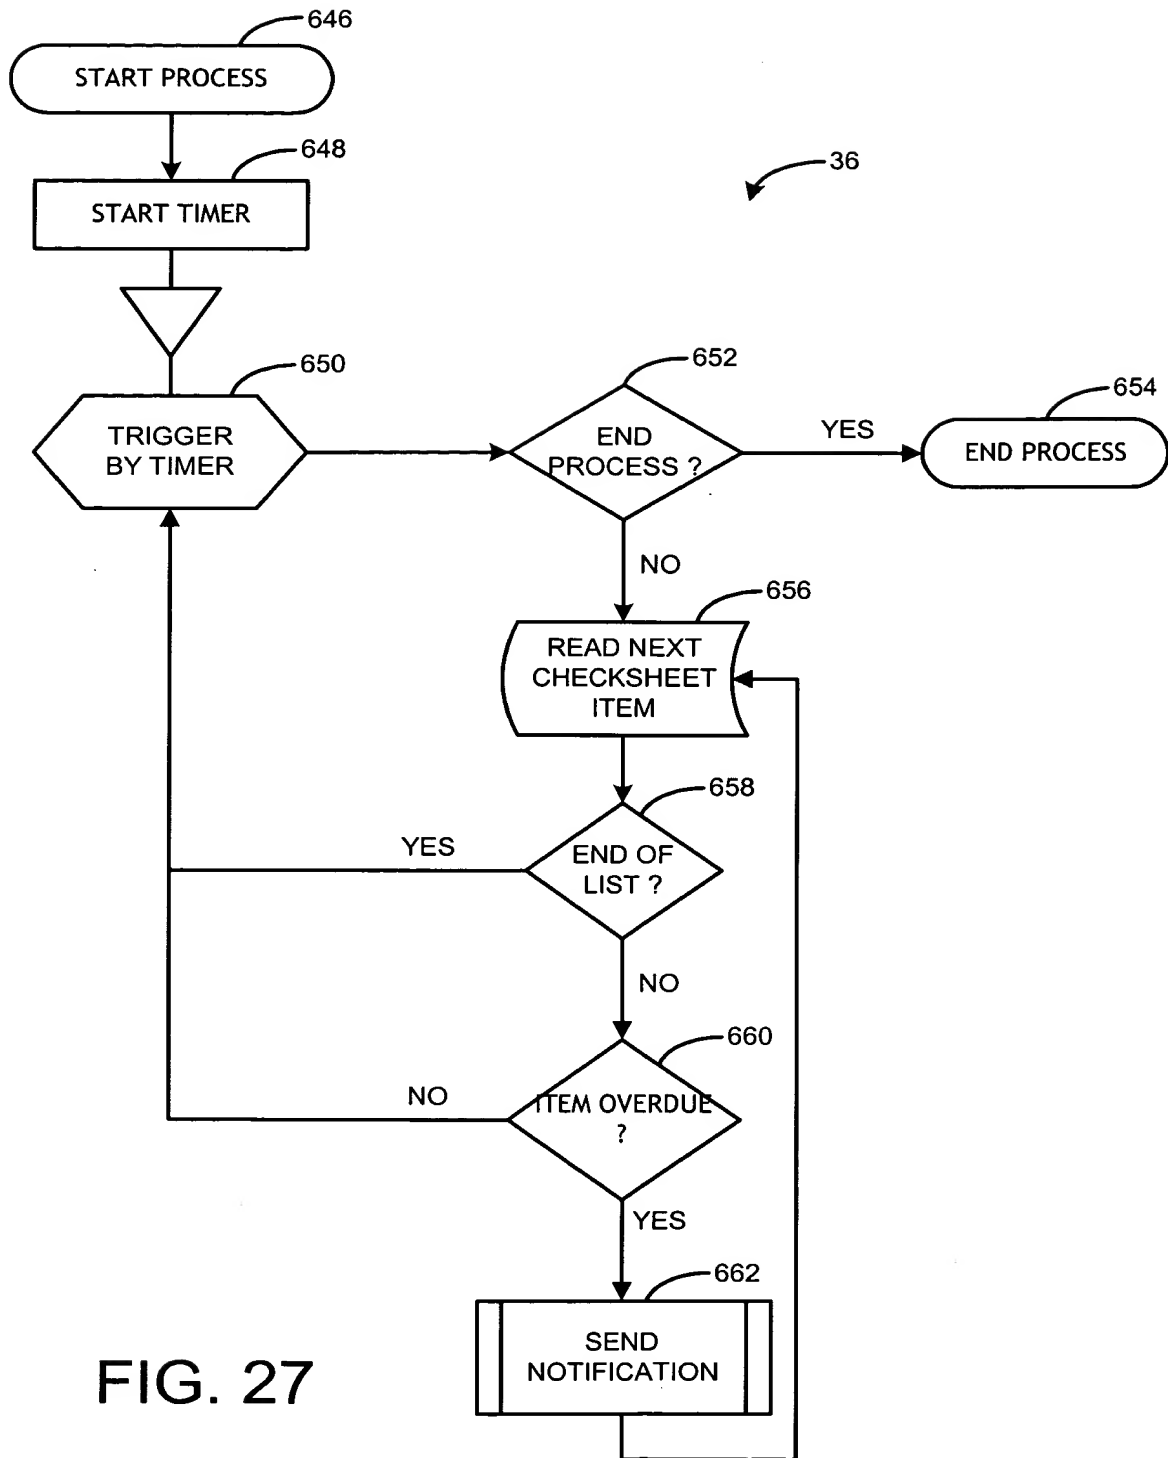 646
START PROCESS
648
START TIMER
36
650
TRIGGER
BY TIMER
652
END
PROCESS ?
YES
654
END PROCESS
NO
656
READ NEXT
CHECKSHEET
ITEM
658
YES
END OF
LIST ?
NO
660
NO
ITEM OVERDUE
?
YES
662
SEND
NOTIFICATION
FIG. 27